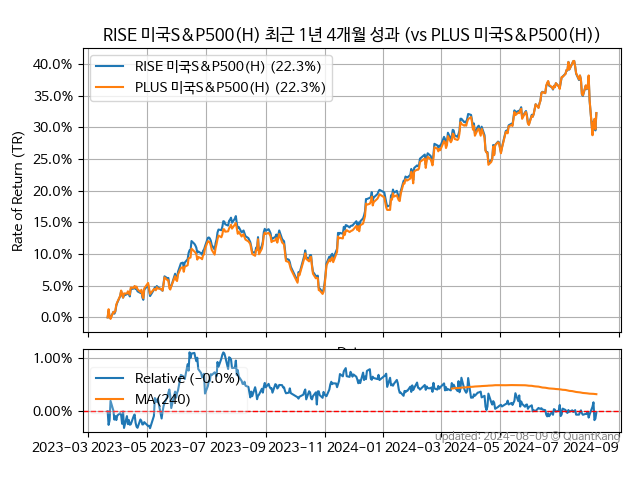 RISE 미국S&P500(H) 최근 1년 4개월 성과 (vs PLUS 미국S&P500(H))
RISE 미국S&P500(H) (22.3%)
PLUS 미국S&P500(H) (22.3%)
Rate of Return (TR)
40.0%
35.0%
30.0%
25.0%
20.0%
15.0%
10.0%
5.0%
0.0%
1.00%
0.00%
Relative (-0.0%)
MA(240)
updated: 2024-08-09 © QuantKang
2023-03 2023-05 2023-07 2023-09 2023-11 2024-01 2024-03 2024-05 2024-07 2024-09